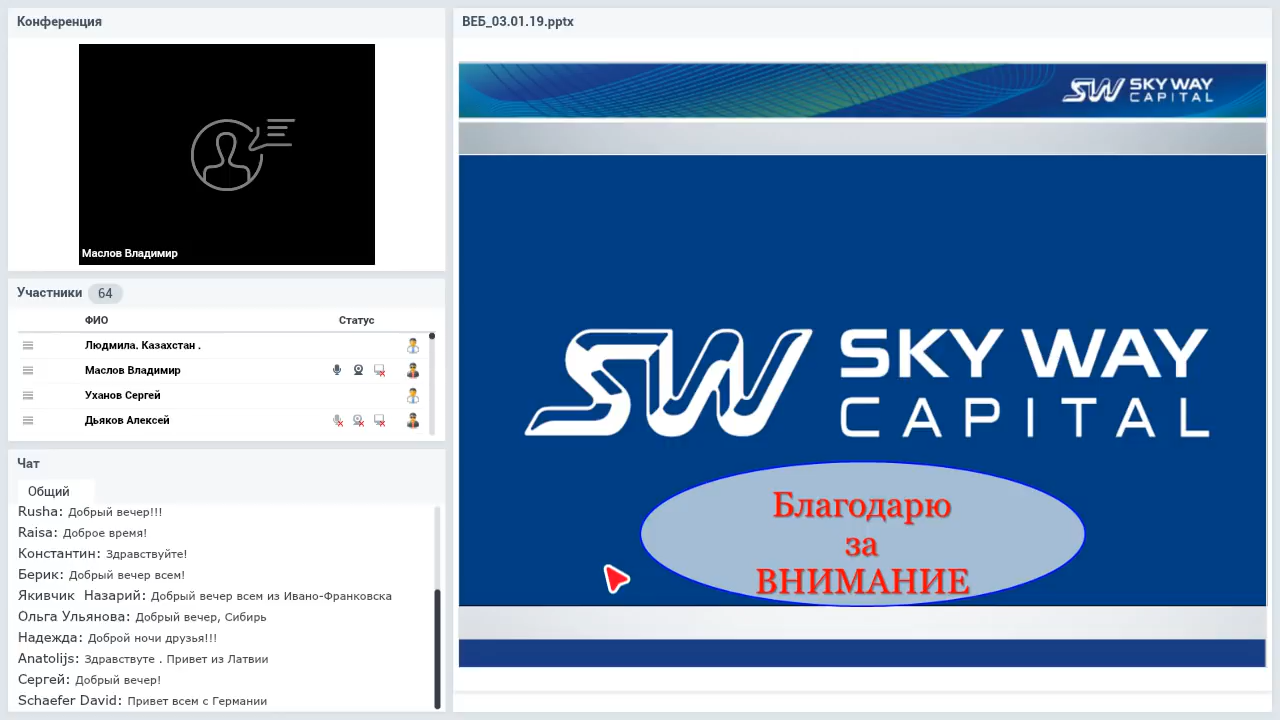 Конференция
Маслов Владимир
Участники 64
ФИО Статус
Людмила. Казахстан .
Маслов Владимир
Уханов Сергей
Дьяков Алексей
Чат
Общий
Rusha: Добрый вечер!!!
Raisa: Доброе время!
Константин: Здравствуйте!
Берик: Добрый вечер всем!
Якивчик Назарий: Добрый вечер всем из Ивано-Франковска
Ольга Ульянова: Добрый вечер, Сибирь
Надежда: Доброй ночи друзья!!!
Anatolijs: Здравствуте . Привет из Латвии
Сергей: Добрый вечер!
Schaefer David: Привет всем с Германии
ВЕБ_03.01.19.pptx
SW SKY WAY
CAPITAL
SW SKY WAY
CAPITAL
Благодарю
за
ВНИМАНИЕ